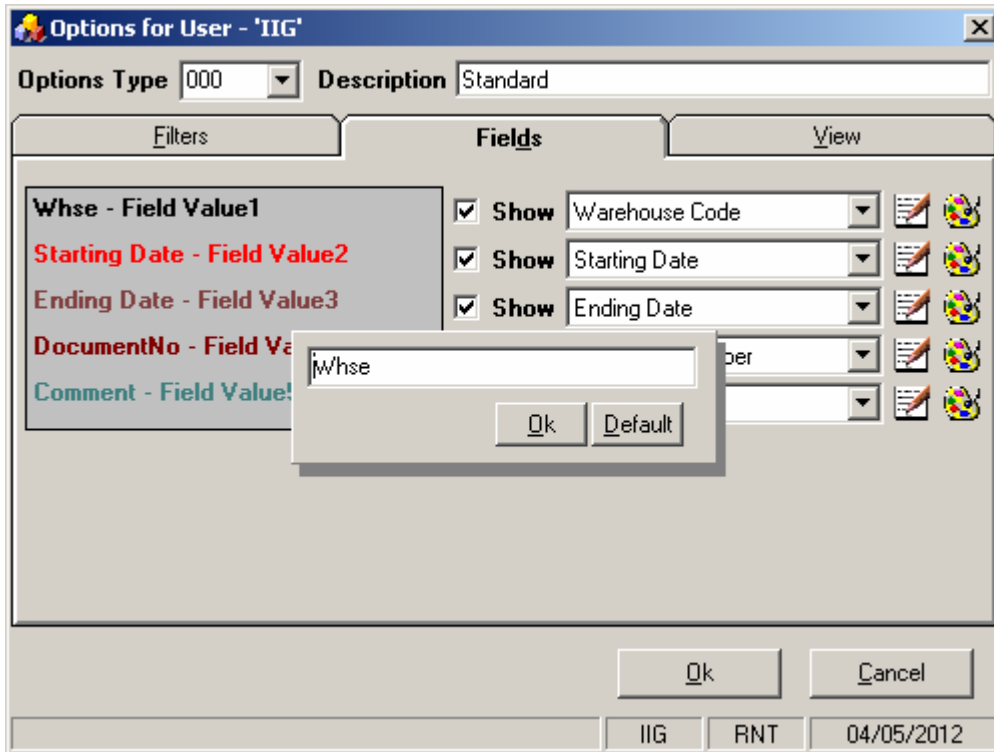 Options for User - 'IIG'
Options Type 000 Description Standard
Filters Fields View
Whse - Field Value1 Show Warehouse Code
Starting Date - Field Value2 Show Starting Date
Ending Date - Field Value3 Show Ending Date
DocumentNo - Field Va
Comment - Field Value
Whse
Ok Default
Ok Cancel
IIG RNT 04/05/2012